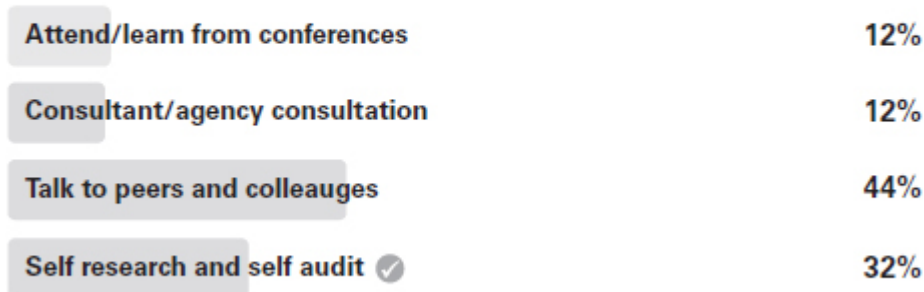 Attend/learn from conferences 12%
Consultant/agency consultation 12%
Talk to peers and colleauges 44%
Self research and self audit 32%